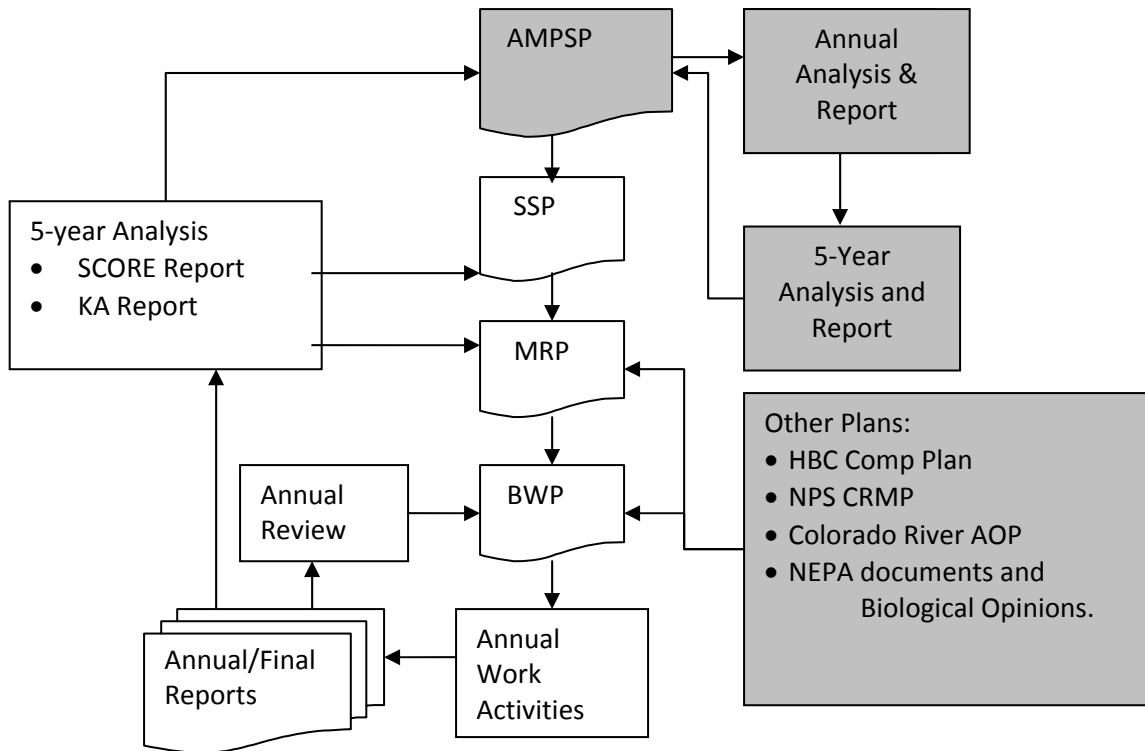 AMPSP
Annual
Analysis &
Report
SSP
5-year Analysis
• SCORE Report
• KA Report
5-Year
Analysis and
Report
MRP
Other Plans:
• HBC Comp Plan
• NPS CRMP
• Colorado River AOP
• NEPA documents and
Biological Opinions.
BWP
Annual
Review
Annual
Work
Activities
Annual/Final
Reports